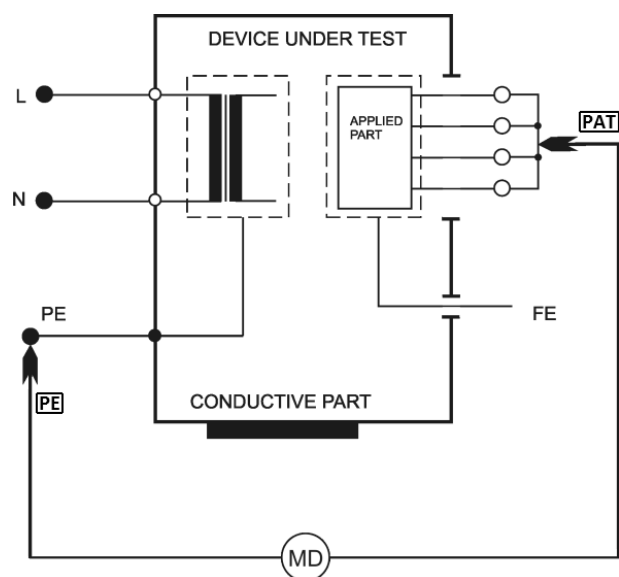 DEVICE UNDER TEST
L
APPLIED
PART
PAT
N
PE
FE
PE
CONDUCTIVE PART
MD